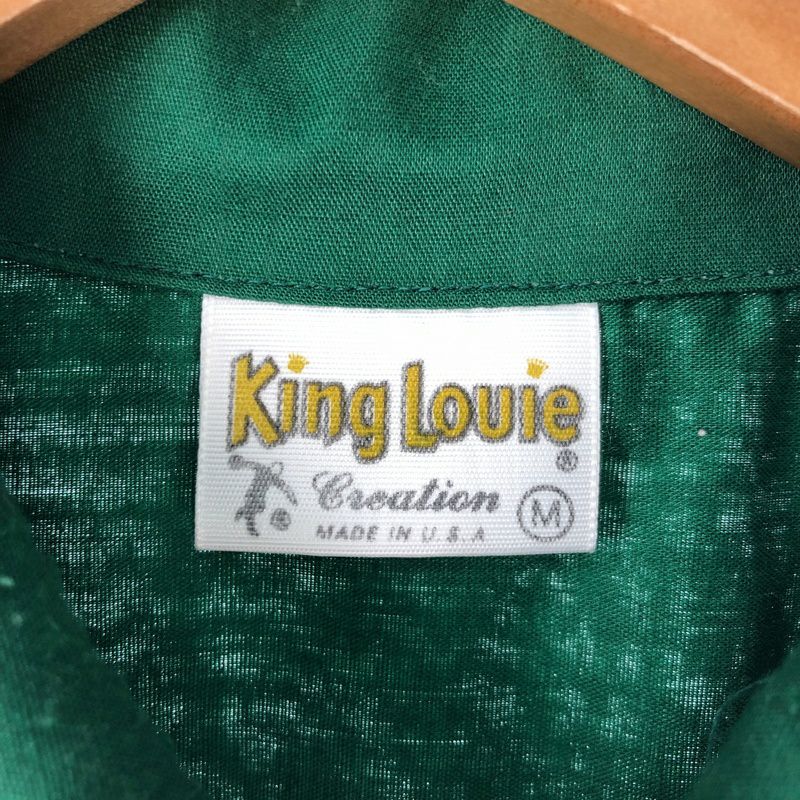 King Louie
®
Creation
MADE IN U.S.A
M